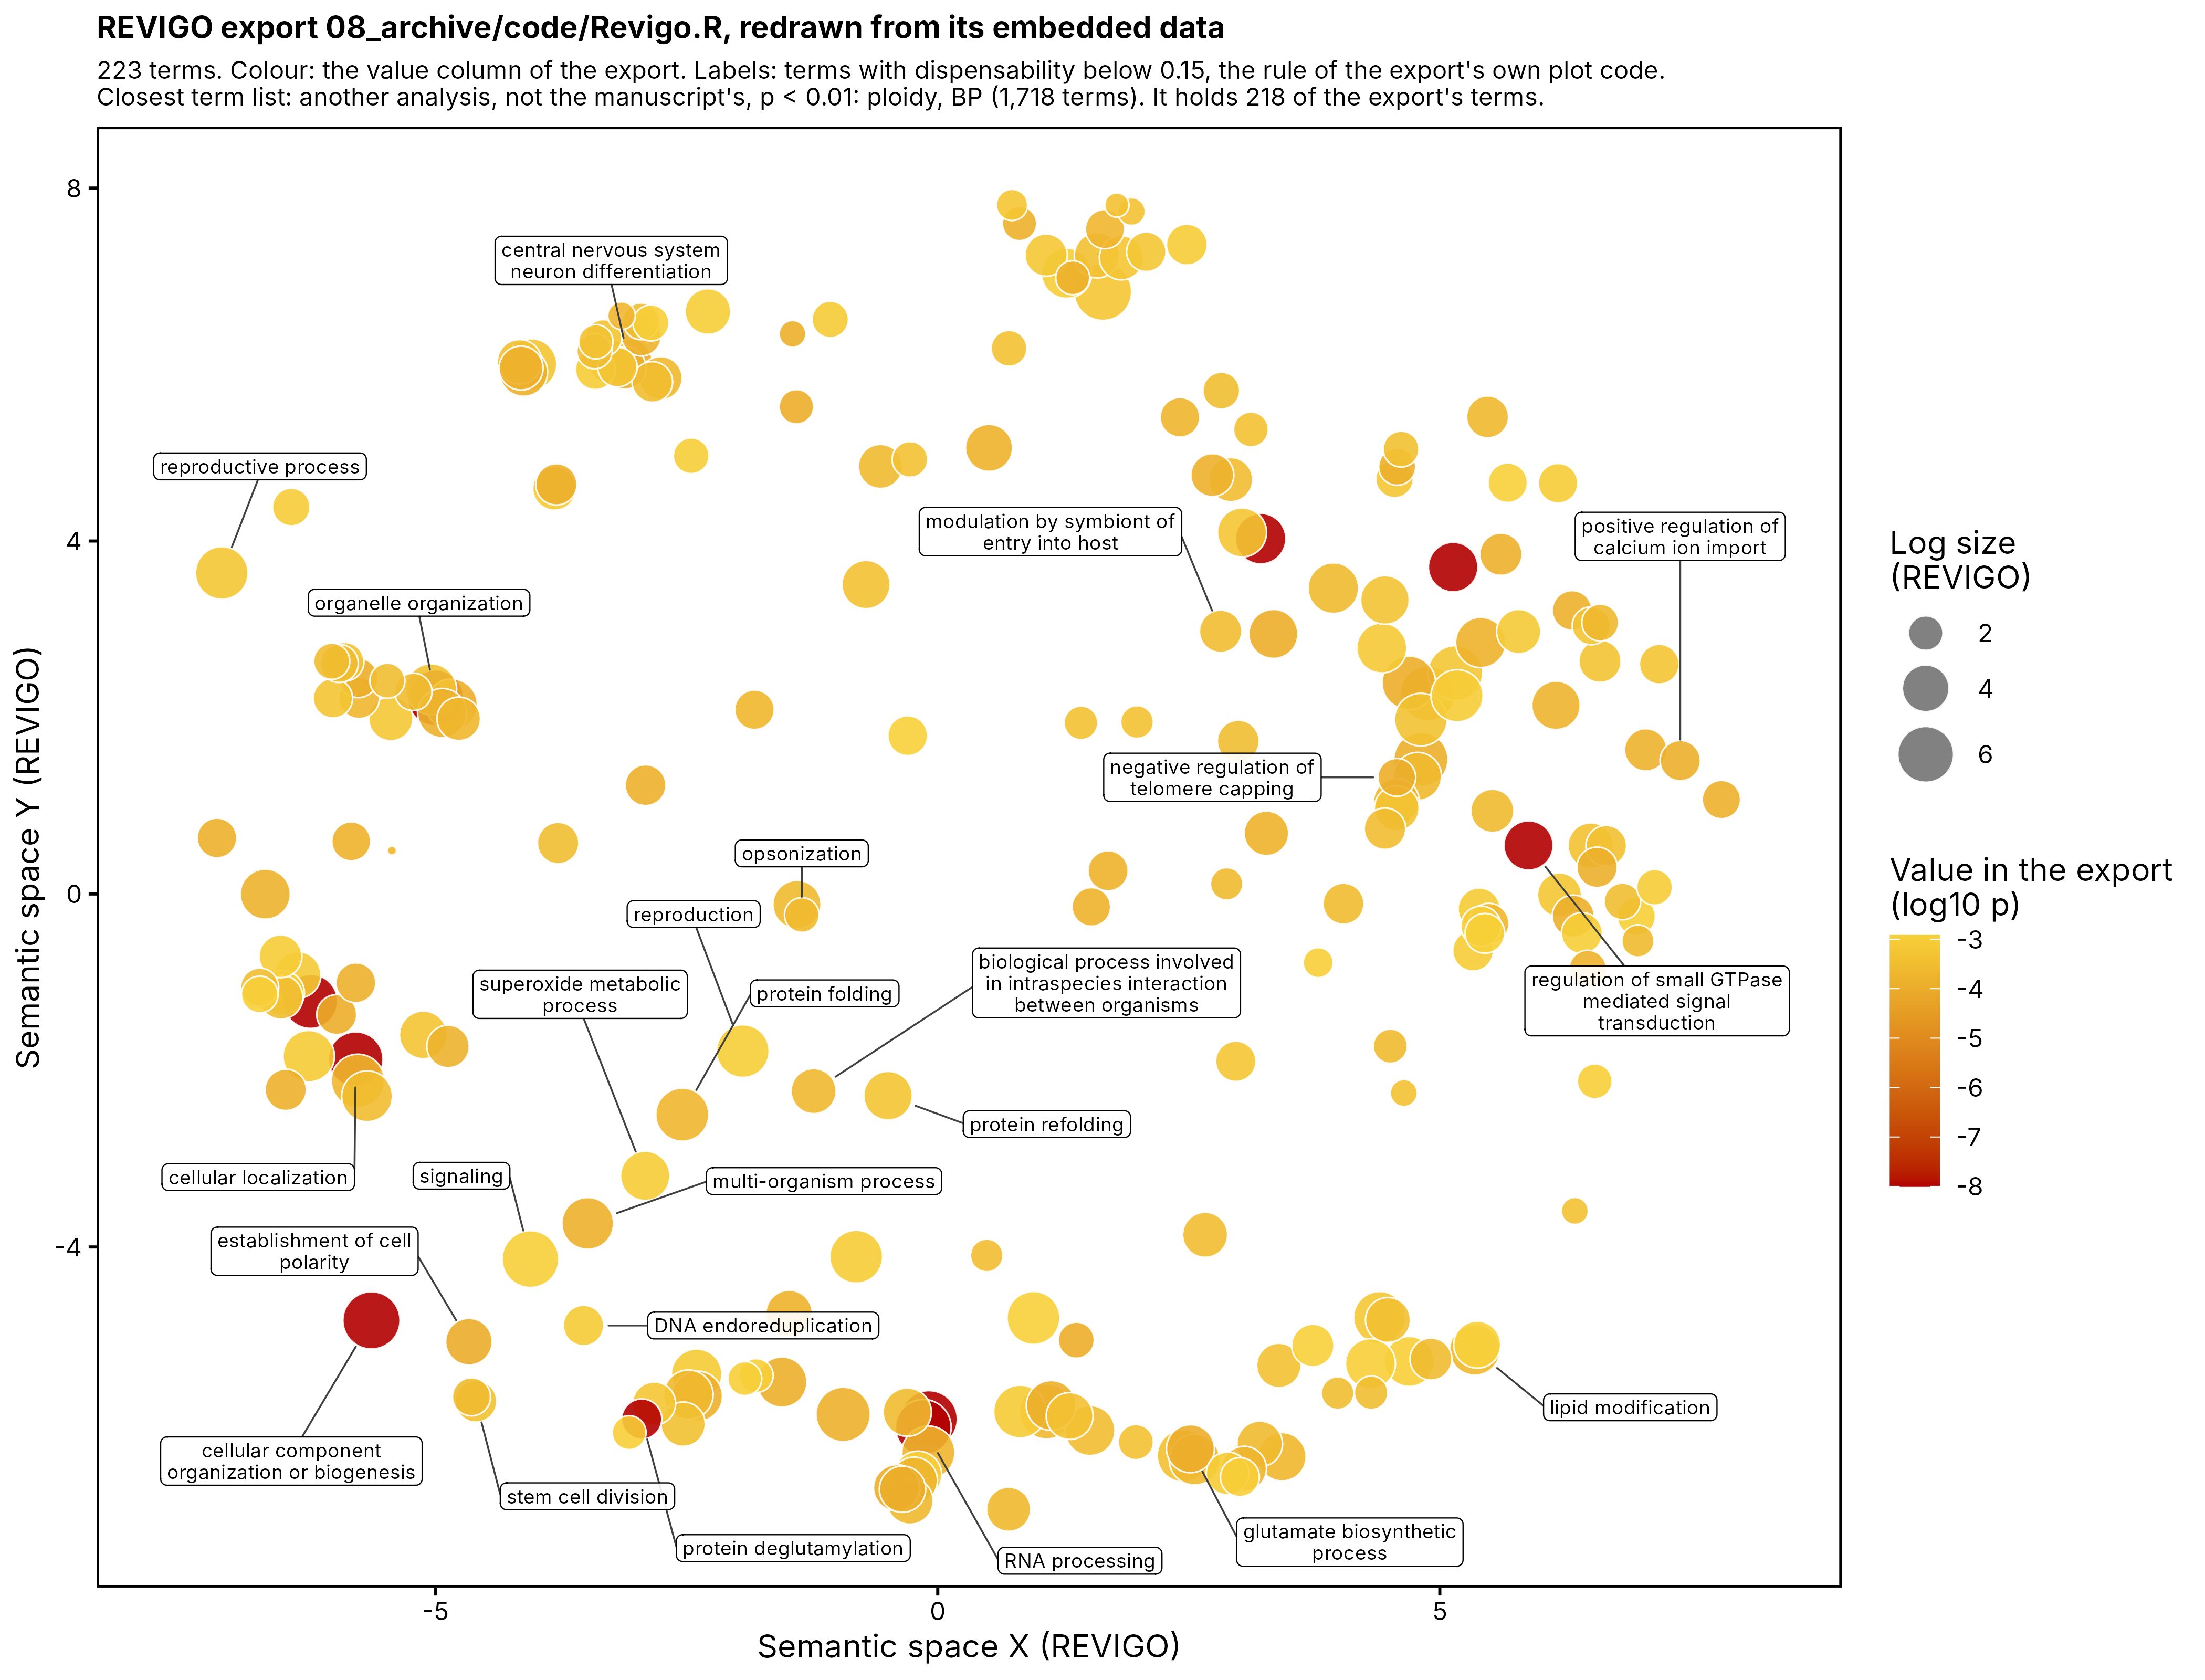 REVIGO export 08_archive/code/Revigo.R, redrawn from its embedded data
223 terms. Colour: the value column of the export. Labels: terms with dispensability below 0.15, the rule of the export's own plot code.
Closest term list: another analysis, not the manuscript's, p < 0.01: ploidy, BP (1,718 terms). It holds 218 of the export's terms.
8
4
0
-4
Semantic space Y (REVIGO)
central nervous system
neuron differentiation
reproductive process
modulation by symbiont of
entry into host
positive regulation of
calcium ion import
organelle organization
negative regulation of
telomere capping
opsonization
reproduction
superoxide metabolic
process
protein folding
biological process involved
in intraspecies interaction
between organisms
regulation of small GTPase
mediated signal
transduction
protein refolding
cellular localization
signaling
multi-organism process
establishment of cell
polarity
DNA endoreduplication
lipid modification
cellular component
organization or biogenesis
stem cell division
protein deglutamylation
RNA processing
glutamate biosynthetic
process
-5
0
5
Semantic space X (REVIGO)
Log size
(REVIGO)
2
4
6
Value in the export
(log10 p)
-3
-4
-5
-6
-7
-8